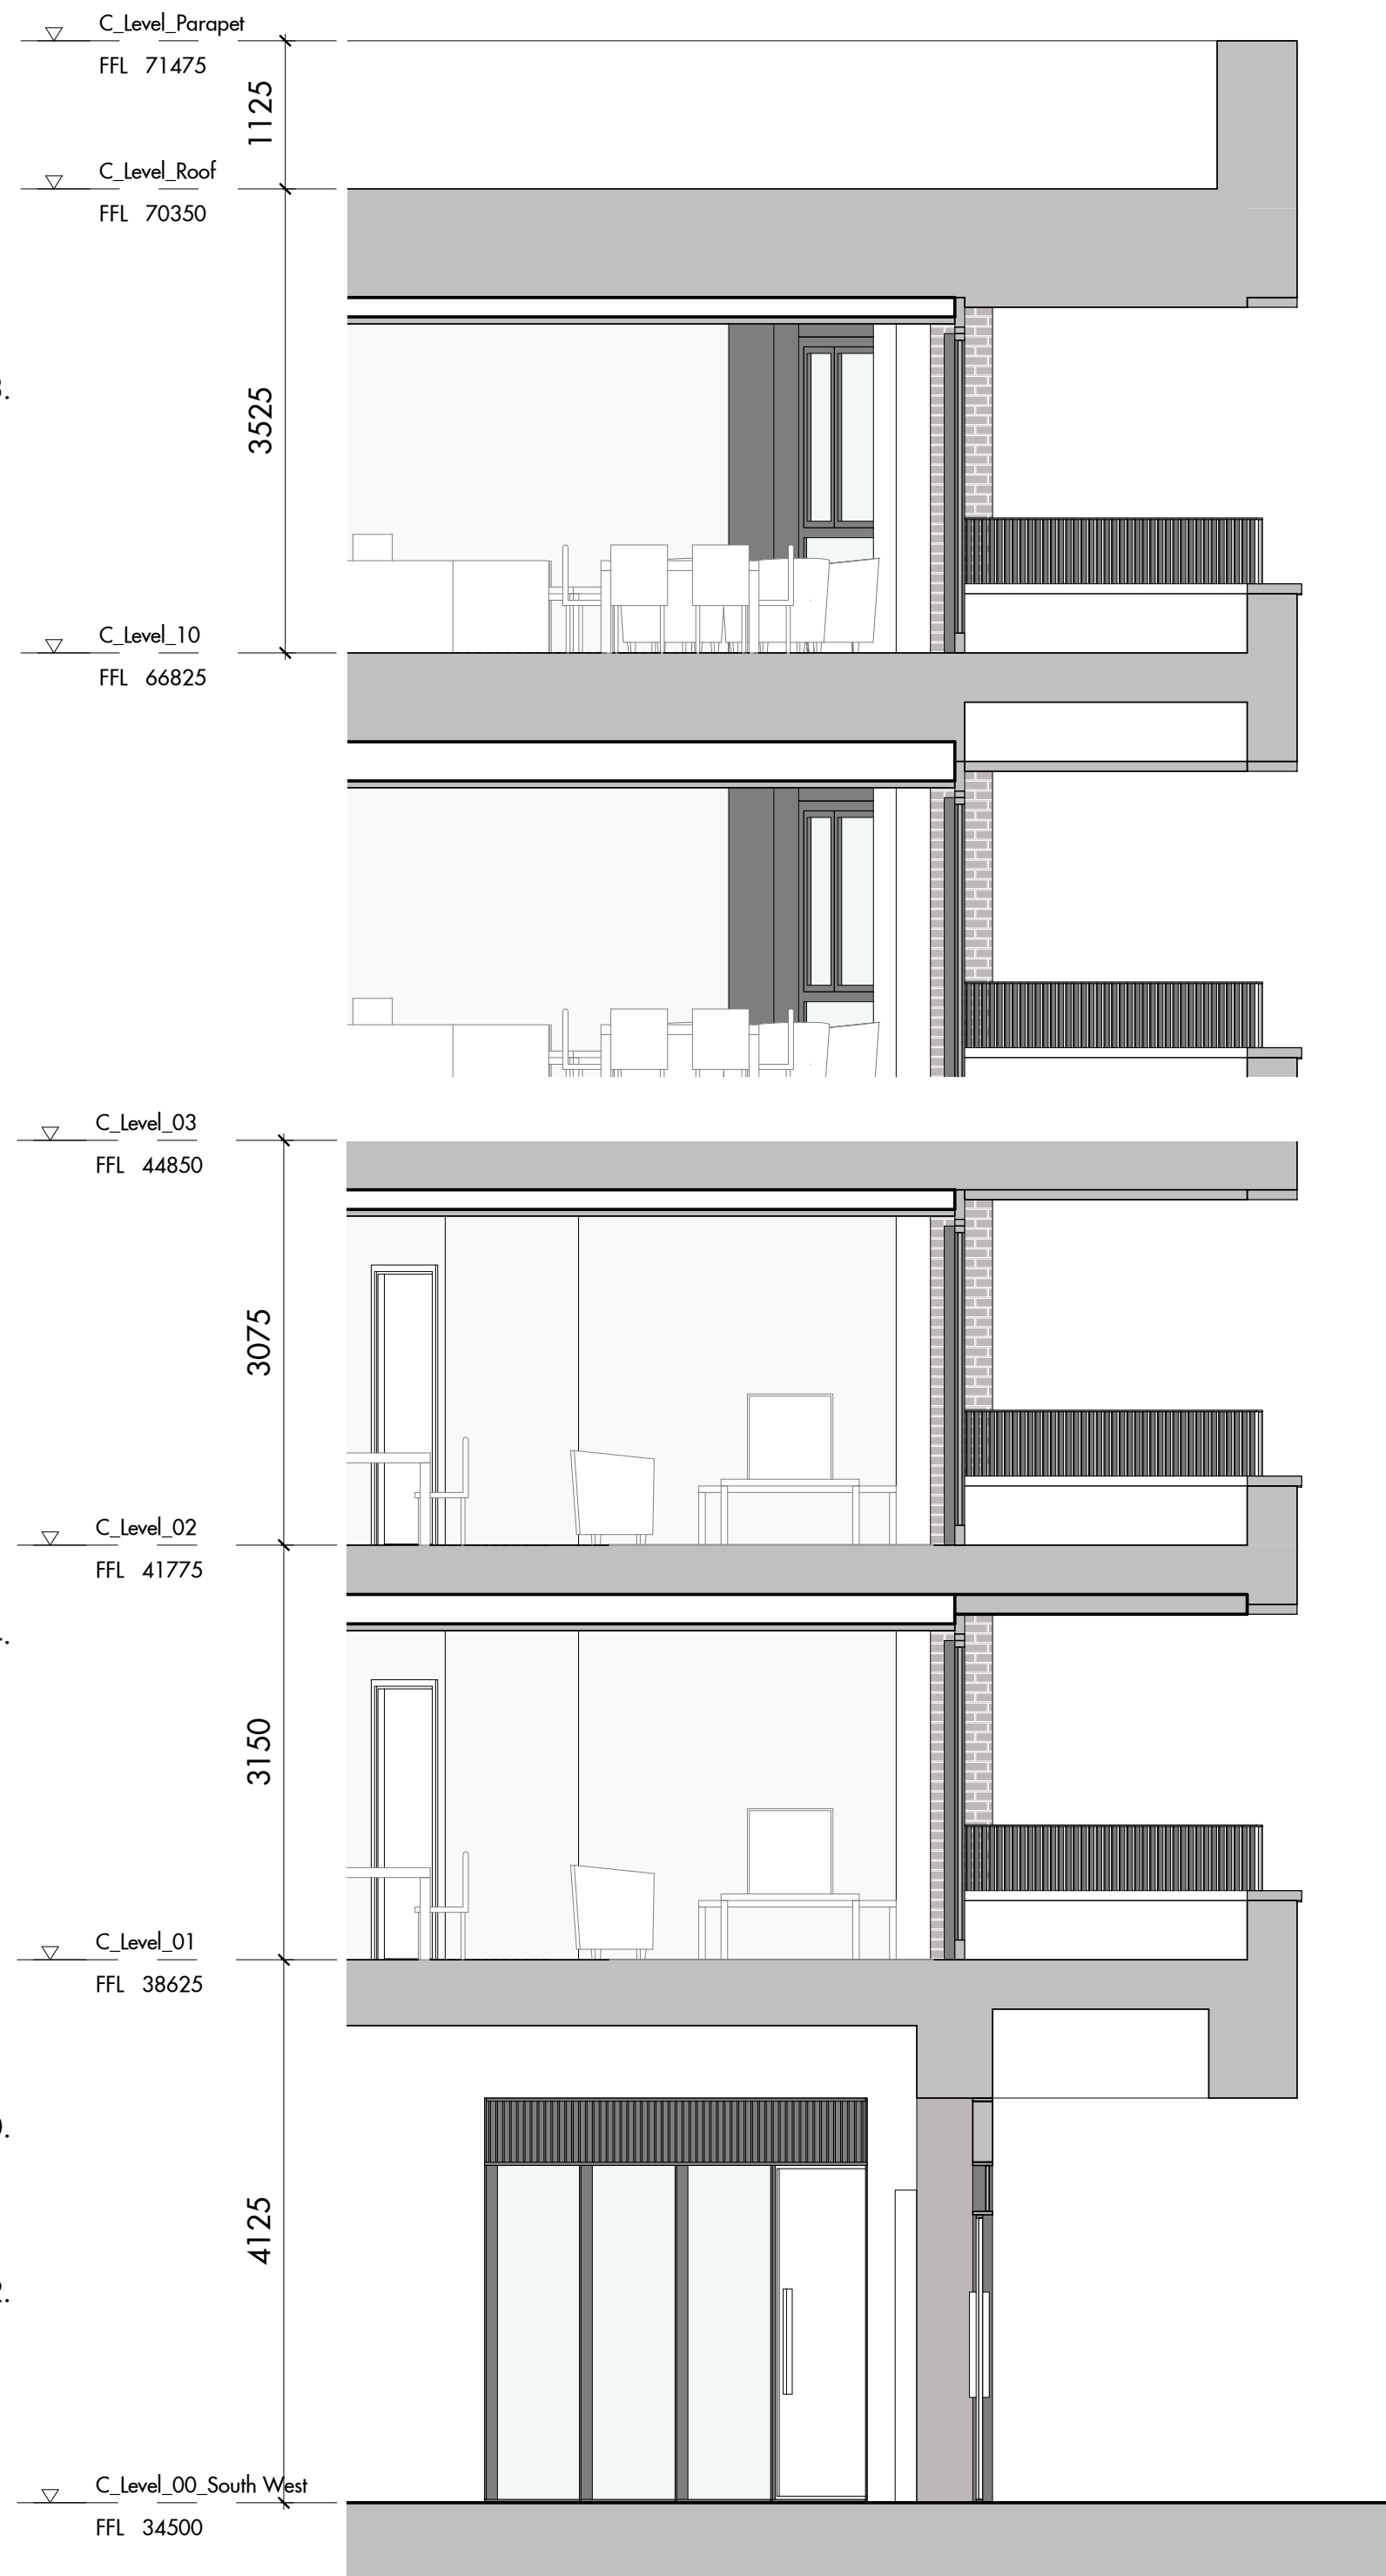 C_Level_Parapet
FFL 71475
1125
C_Level_Roof
FFL 70350
3.
3525
C_Level_10
FFL 66825
C_Level_03
FFL 44850
3075
C_Level_02
FFL 41775
3150
C_Level_01
FFL 38625
4125
C_Level_00_South West
FFL 34500